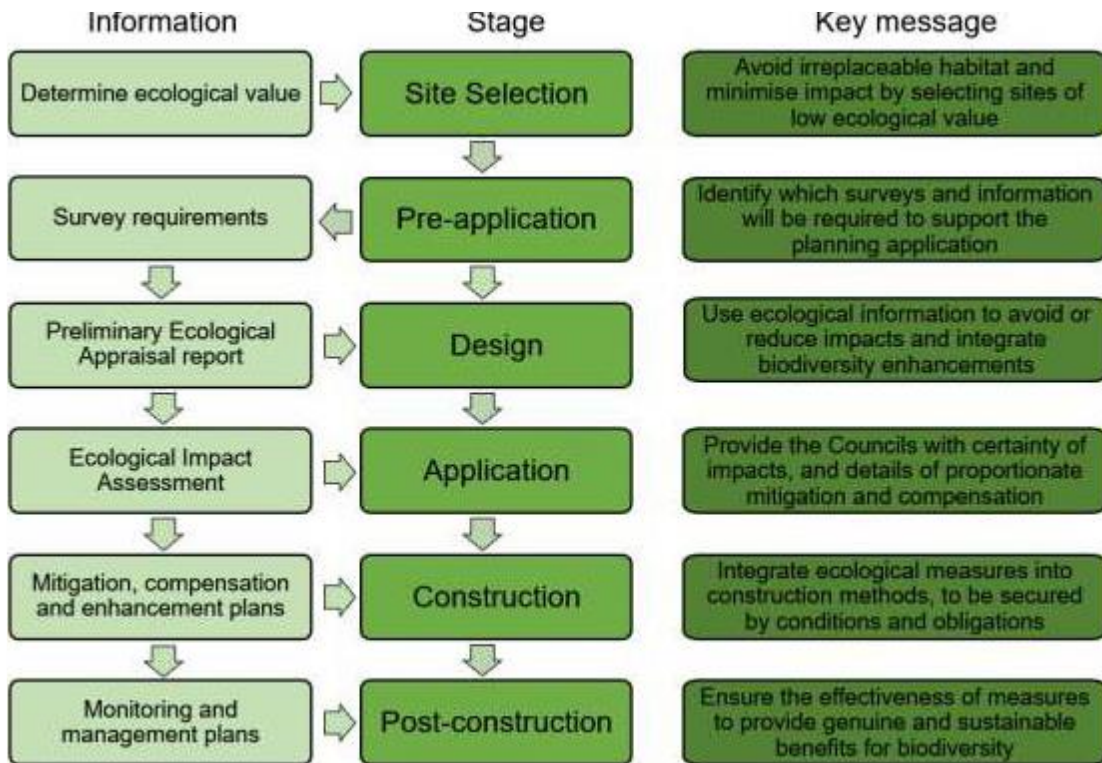 Information
Stage
Key message
Determine ecological value
Site Selection
Avoid irreplaceable habitat and
minimise impact by selecting sites of
low ecological value
Survey requirements
Pre-application
Identify which surveys and information
will be required to support the
planning application
Preliminary Ecological
Appraisal report
Design
Use ecological information to avoid or
reduce impacts and integrate
biodiversity enhancements
Ecological Impact
Assessment
Application
Provide the Councils with certainty of
impacts, and details of proportionate
mitigation and compensation
Mitigation, compensation
and enhancement plans
Construction
Integrate ecological measures into
construction methods, to be secured
by conditions and obligations
Monitoring and
management plans
Post-construction
Ensure the effectiveness of measures
to provide genuine and sustainable
benefits for biodiversity